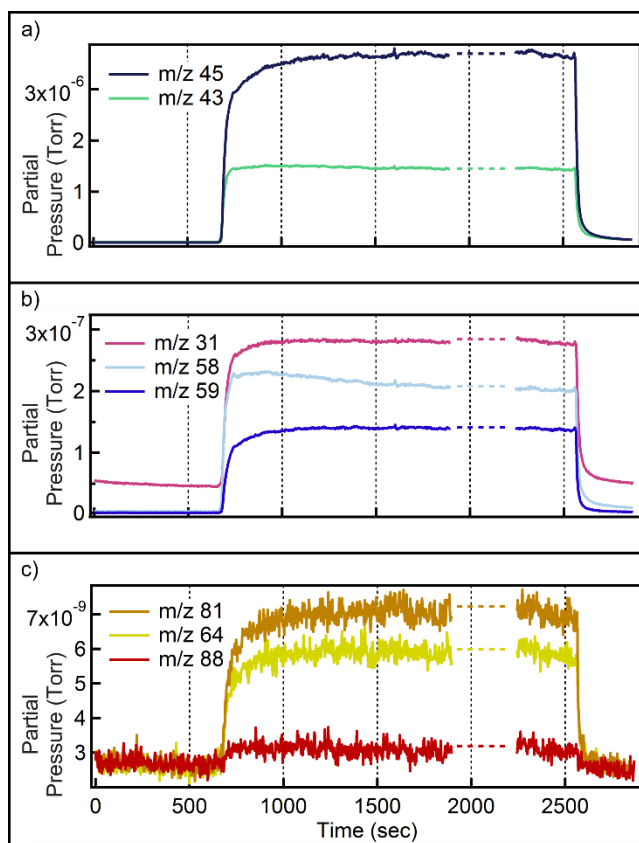 a)
m/z 45
m/z 43
3x10⁻⁶
2
1
0
Partial
Pressure (Torr)
b)
m/z 31
m/z 58
m/z 59
3x10⁻⁷
2
1
0
Partial
Pressure (Torr)
c)
m/z 81
m/z 64
m/z 88
7x10⁻⁹
6
4
3
Partial
Pressure (Torr)
0
500
1000
1500
2000
2500
Time (sec)